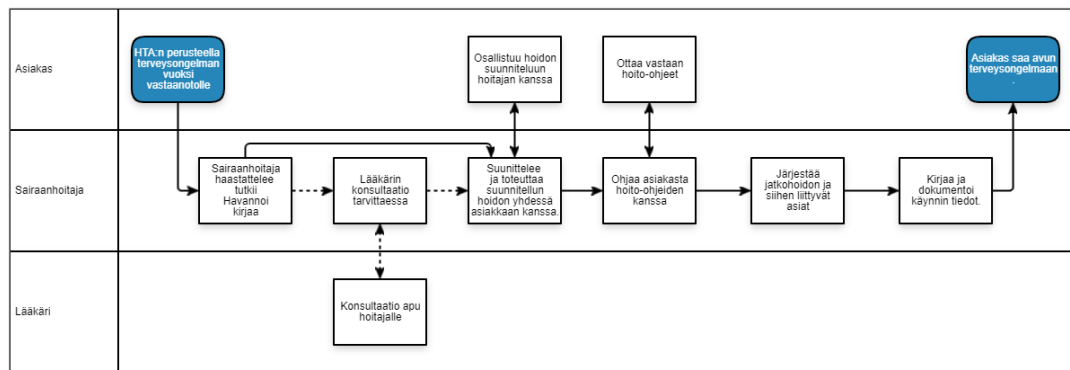 Asiakas
HTA:n perusteella
terveysongelman
vuoksi
vastaanotolle
Osallistuu hoidon
suunniteluun
hoitajan kanssa
Ottaa vastaan
hoito-ohjeet
Asiakas saa avun
terveysongelmaan
.
Sairaanhoitaja
Sairaanhoitaja
haastattelee
tutkii
Havannoi
kirjaa
Lääkärin
konsultaatio
tarvittaessa
Suunittelee
ja toteuttaa
suunnitellun
hoidon yhdessä
asiakkaan kanssa.
Ohjaa asiakasta
hoito-ohjeiden
kanssa
Järjestää
jatkohoidon ja
siihen liittyvät
asiat
Kirjaa ja
dokumentoi
käynnin tiedot.
Lääkäri
Konsultaatio apu
hoitajalle